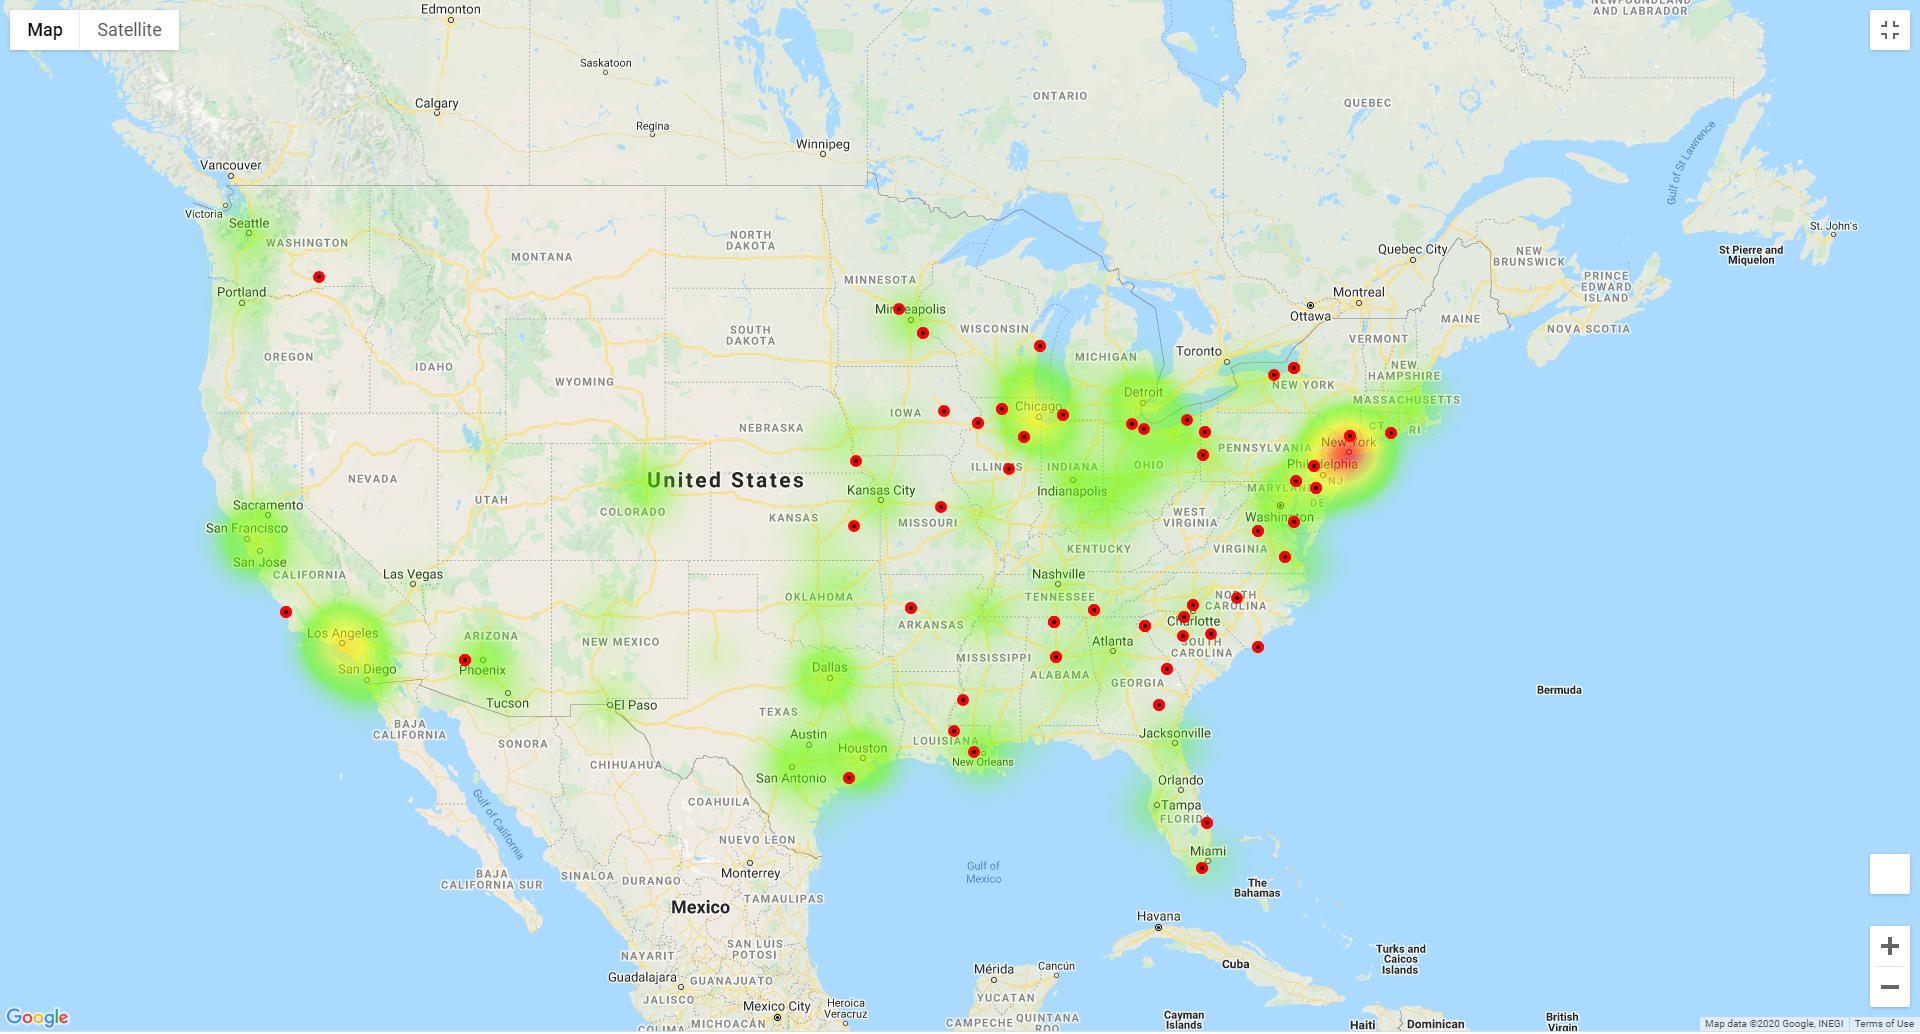 NEWFOUNDLAND
AND LABRADOR
Edmonton
Map
Satellite
Saskatoon
Calgary
ONTARIO
QUEBEC
Regina
Winnipeg
Vancouver
Gulf of St Lawrence
Victoria
Seattle
St. John's
WASHINGTON
NORTH
DAKOTA
MONTANA
Quebec City
NEW
BRUNSWICK
St Pierre and
Miquelon
MINNESOTA
PRINCE
EDWARD
ISLAND
Portland
Montreal
Minneapolis
Ottawa
MAINE
SOUTH
DAKOTA
WISCONSIN
NOVA SCOTIA
VERMONT
OREGON
MICHIGAN
Toronto
IDAHO
NEW
HAMPSHIRE
WYOMING
NEW YORK
Detroit
MASSACHUSETTS
Chicago
IOWA
NEBRASKA
CT
RI
New York
PENNSYLVANIA
Philadelphia
ILLINOIS
INDIANA
OHIO
NEVADA
United States
NJ
MARYLAND
Kansas City
Indianapolis
UTAH
DE
Sacramento
COLORADO
KANSAS
MISSOURI
WEST
VIRGINIA
Washington
San Francisco
KENTUCKY
VIRGINIA
San Jose
CALIFORNIA
Las Vegas
Nashville
OKLAHOMA
TENNESSEE
NORTH
CAROLINA
ARKANSAS
Charlotte
Los Angeles
ARIZONA
NEW MEXICO
Atlanta
SOUTH
CAROLINA
MISSISSIPPI
San Diego
Phoenix
Dallas
ALABAMA
GEORGIA
Bermuda
Tucson
El Paso
TEXAS
BAJA
CALIFORNIA
SONORA
Austin
Houston
LOUISIANA
Jacksonville
CHIHUAHUA
New Orleans
San Antonio
Orlando
Gulf of California
COAHUILA
Tampa
FLORIDA
NUEVO LEON
Miami
Gulf of
Mexico
Monterrey
BAJA
CALIFORNIA SUR
SINALOA
DURANGO
The
Bahamas
TAMAULIPAS
Mexico
Havana
SAN LUIS
POTOSI
NAYARIT
Turks and
Caicos
Islands
Cuba
Mérida
Cancún
Guadalajara
GUANAJUATO
JALISCO
YUCATAN
Mexico City
Heroica
Veracruz
Google
COLIMA
MICHOACÁN
CAMPECHE
QUINTANA
ROO
Cayman
Islands
Haiti
Dominican
British
Virgin
Map data ©2020 Google, INEGI
Terms of Use